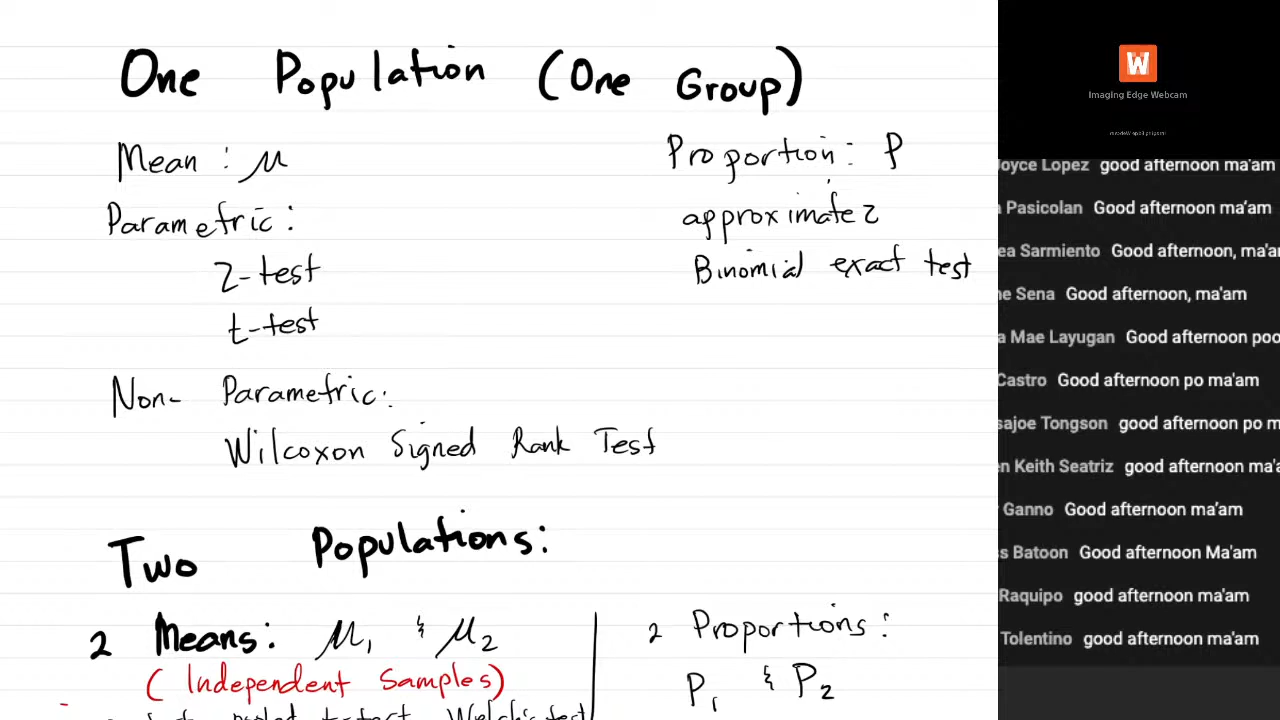 One Population (One Group)
Mean : μ
Parametric :
Z-test
t-test
Non- Parametric:
Wilcoxon Signed Rank Test
Proportion : P
approximate z
Binomial exact test
Two Populations:
2 Means: μ1 & μ2
(Independent Samples)
pooled t-test Welch's test
2 Proportions :
P1 & P2
W
Imaging Edge Webcam
Joyce Lopez good afternoon ma'am
Pasicolan Good afternoon ma'am
Sarmiento Good afternoon, ma'am
Sena Good afternoon, ma'am
Mae Layugan Good afternoon poo
Castro Good afternoon po ma'am
Tongson good afternoon po m
Keith Seatriz good afternoon ma'a
Ganno Good afternoon ma'am
Batoon Good afternoon Ma'am
Raquipo good afternoon ma'am
Tolentino good afternoon ma'am